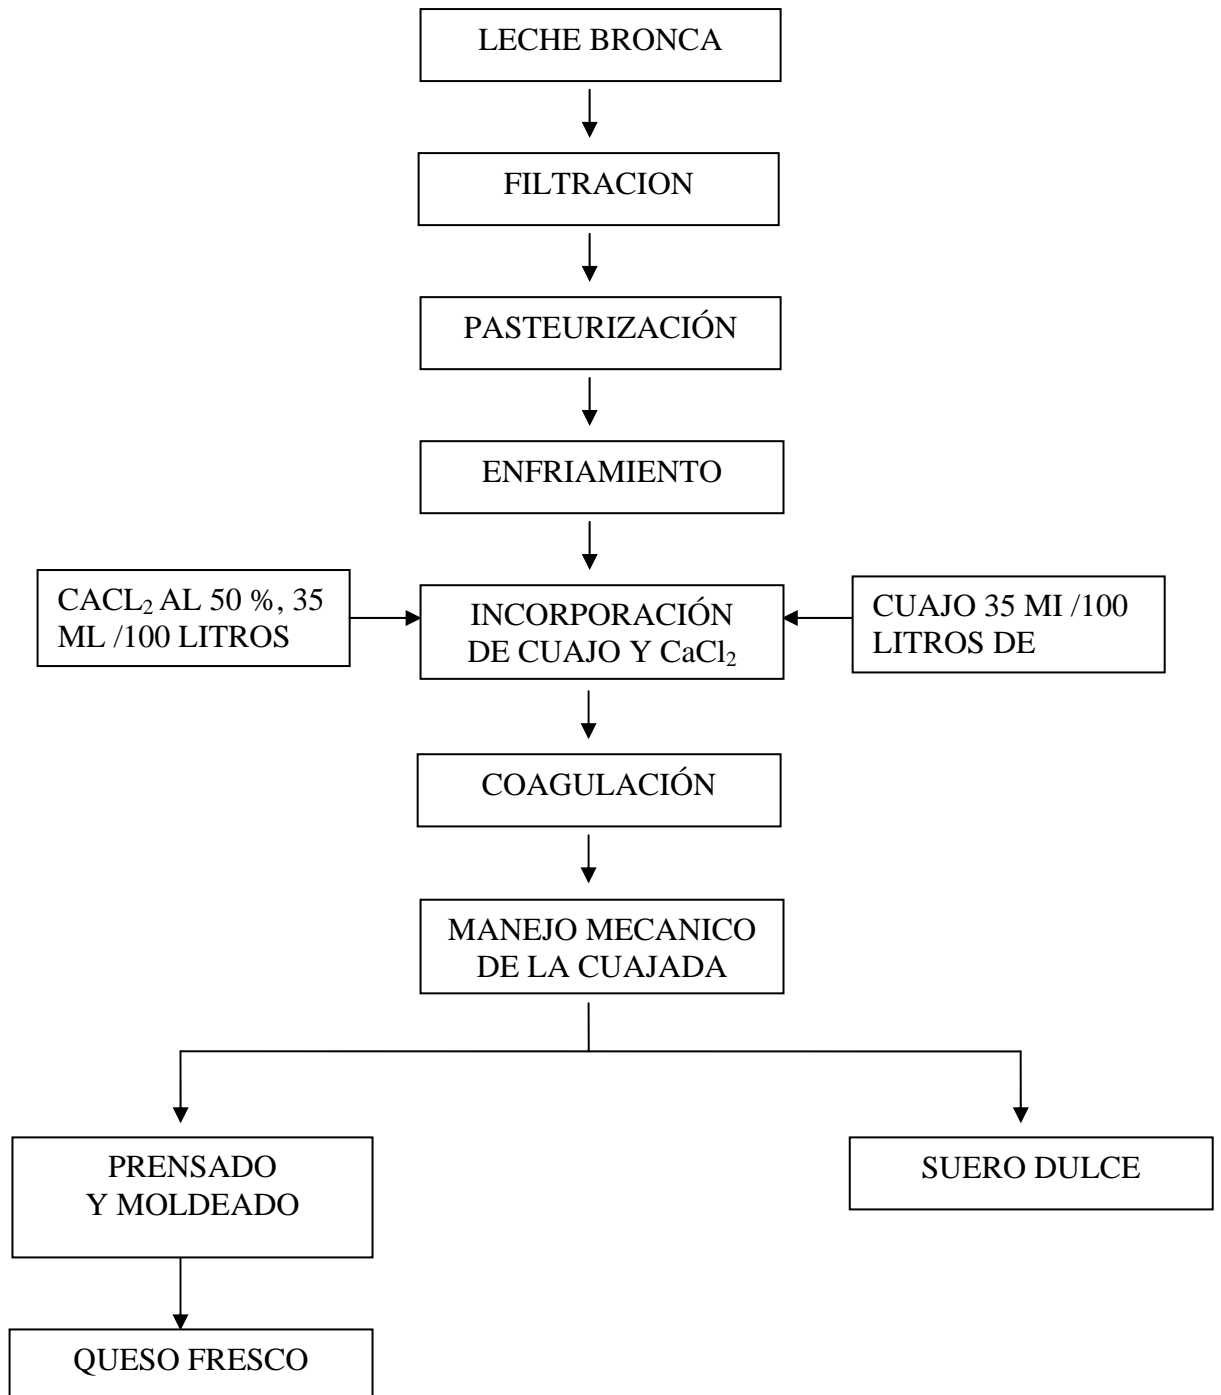 LECHE BRONCA
FILTRACION
PASTEURIZACIÓN
ENFRIAMIENTO
CACL₂ AL 50 %, 35
ML /100 LITROS
INCORPORACIÓN
DE CUAJO Y CaCl₂
CUAJO 35 MI /100
LITROS DE
COAGULACIÓN
MANEJO MECANICO
DE LA CUAJADA
PRENSADO
Y MOLDEADO
SUERO DULCE
QUESO FRESCO